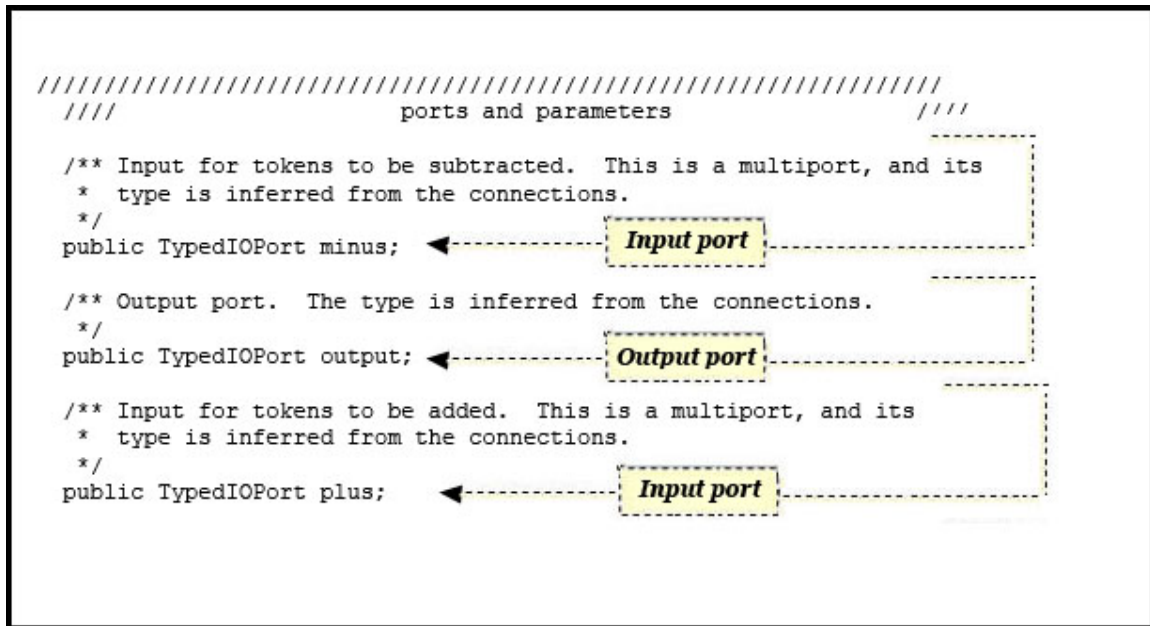 ///////////////////////////////////////////////////////////////////
//// ports and parameters ////
/** Input for tokens to be subtracted.  This is a multiport, and its
 *  type is inferred from the connections.
 */
public TypedIOPort minus;
Input port
/** Output port.  The type is inferred from the connections.
 */
public TypedIOPort output;
Output port
/** Input for tokens to be added.  This is a multiport, and its
 *  type is inferred from the connections.
 */
public TypedIOPort plus;
Input port